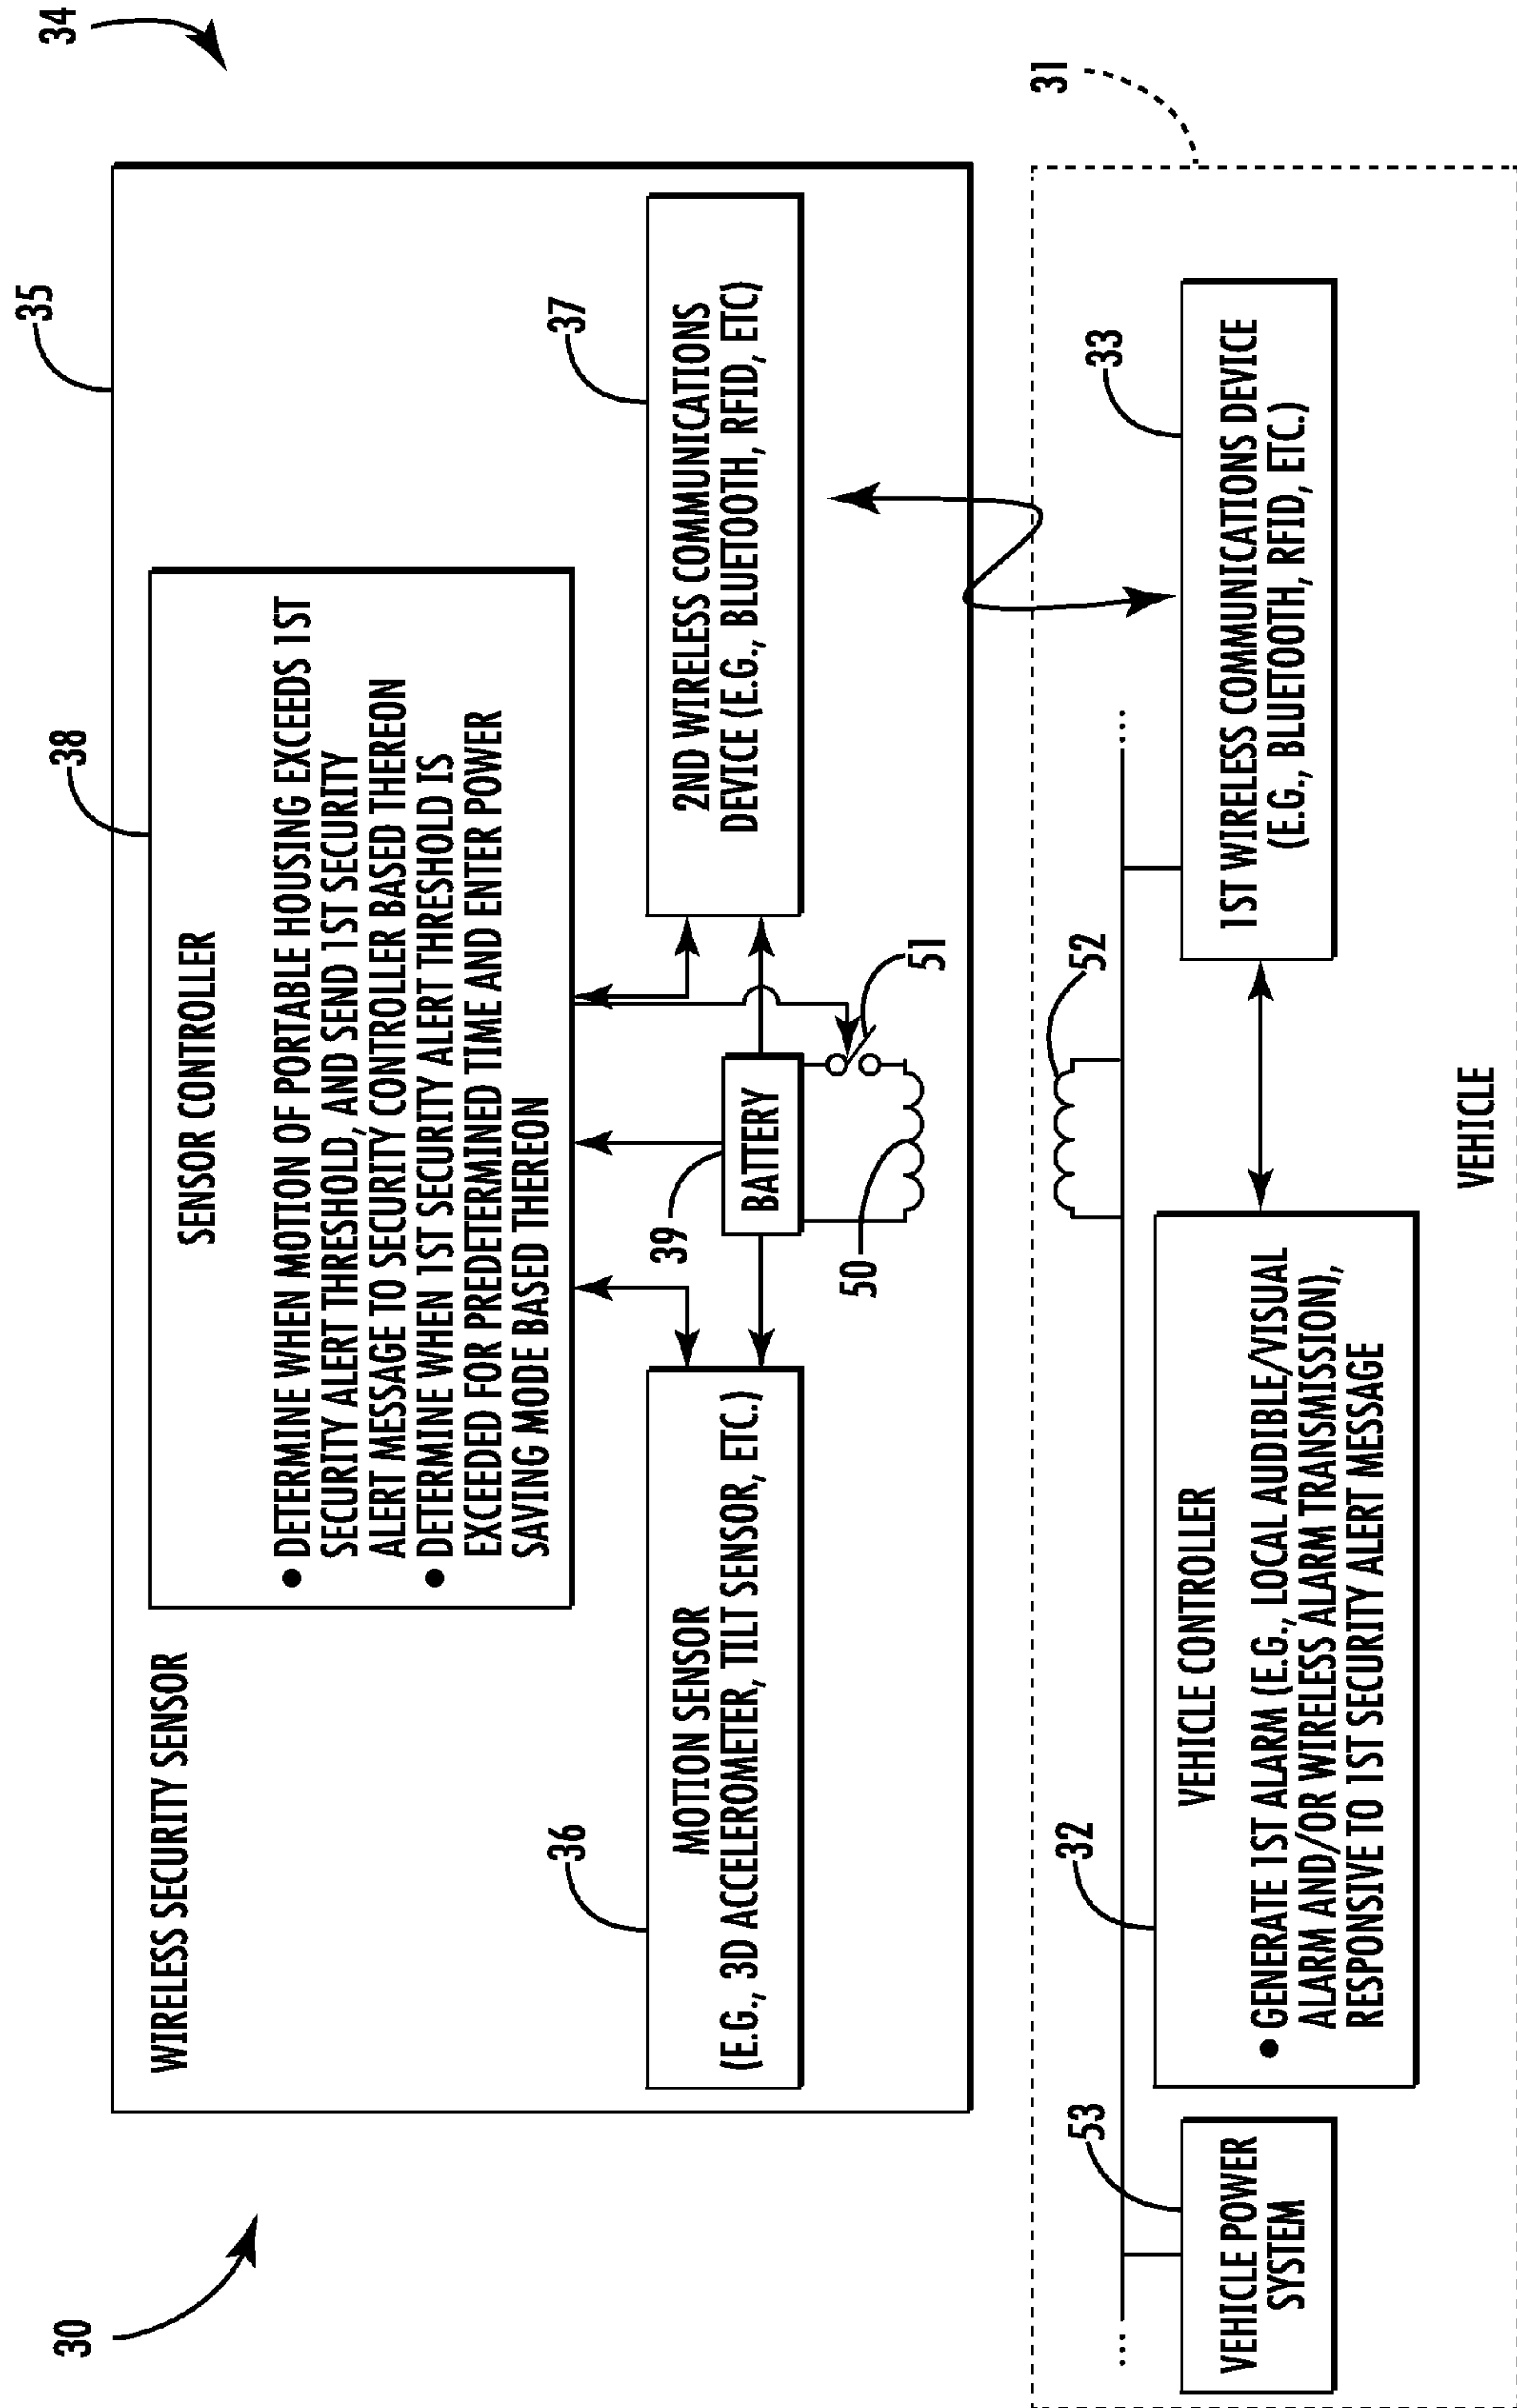 30
34
35
WIRELESS SECURITY SENSOR
38
SENSOR CONTROLLER
● DETERMINE WHEN MOTION OF PORTABLE HOUSING EXCEEDS 1ST
SECURITY ALERT THRESHOLD, AND SEND 1ST SECURITY
ALERT MESSAGE TO SECURITY CONTROLLER BASED THEREON
● DETERMINE WHEN 1ST SECURITY ALERT THRESHOLD IS
EXCEEDED FOR PREDETERMINED TIME AND ENTER POWER
SAVING MODE BASED THEREON
36
MOTION SENSOR
(E.G., 3D ACCELEROMETER, TILT SENSOR, ETC.)
39
BATTERY
37
2ND WIRELESS COMMUNICATIONS
DEVICE (E.G., BLUETOOTH, RFID, ETC)
50
51
31
53
VEHICLE POWER
SYSTEM
32
VEHICLE CONTROLLER
● GENERATE 1ST ALARM (E.G., LOCAL AUDIBLE/VISUAL
ALARM AND/OR WIRELESS ALARM TRANSMISSION),
RESPONSIVE TO 1ST SECURITY ALERT MESSAGE
52
33
1ST WIRELESS COMMUNICATIONS DEVICE
(E.G., BLUETOOTH, RFID, ETC.)
VEHICLE